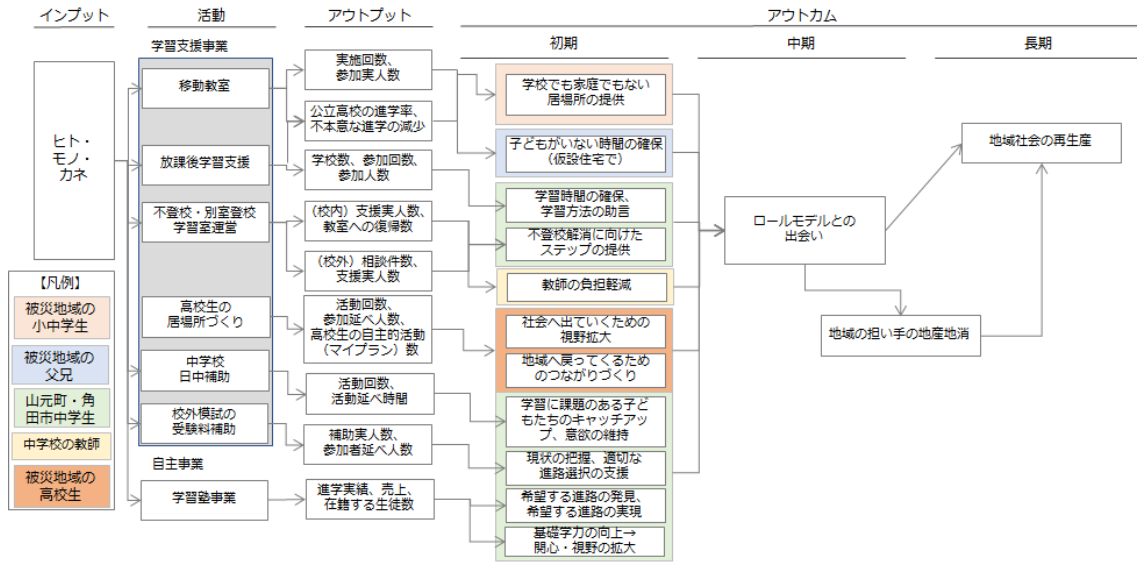 インプット
活動
アウトプット
アウトカム
初期
中期
長期
学習支援事業
ヒト・
モノ・
カネ
移動教室
放課後学習支援
不登校・別室登校
学習室運営
高校生の
居場所づくり
中学校
日中補助
校外模試の
受験料補助
自主事業
学習塾事業
実施回数、
参加実人数
公立高校の進学率、
不本意な進学の減少
学校数、参加回数、
参加人数
(校内)支援実人数、
教室への復帰数
(校外)相談件数、
支援実人数
活動回数、
参加延べ人数、
高校生の自主的活動
(マイプラン)数
活動回数、
活動延べ時間
補助実人数、
参加者延べ人数
進学実績、売上、
在籍する生徒数
学校でも家庭でもない
居場所の提供
子どもがいない時間の確保
(仮設住宅で)
学習時間の確保、
学習方法の助言
不登校解消に向けた
ステップの提供
教師の負担軽減
社会へ出ていくための
視野拡大
地域へ戻ってくるため
のつながりづくり
学習に課題のある子ど
もたちのキャッチアッ
プ、意欲の維持
現状の把握、適切な
進路選択の支援
希望する進路の発見、
希望する進路の実現
基礎学力の向上→
関心・視野の拡大
ロールモデルとの
出会い
地域の担い手の地産地消
地域社会の再生産
【凡例】
被災地域の
小中学生
被災地域の
父兄
山元町・角
田市中学生
中学校の教師
被災地域の
高校生